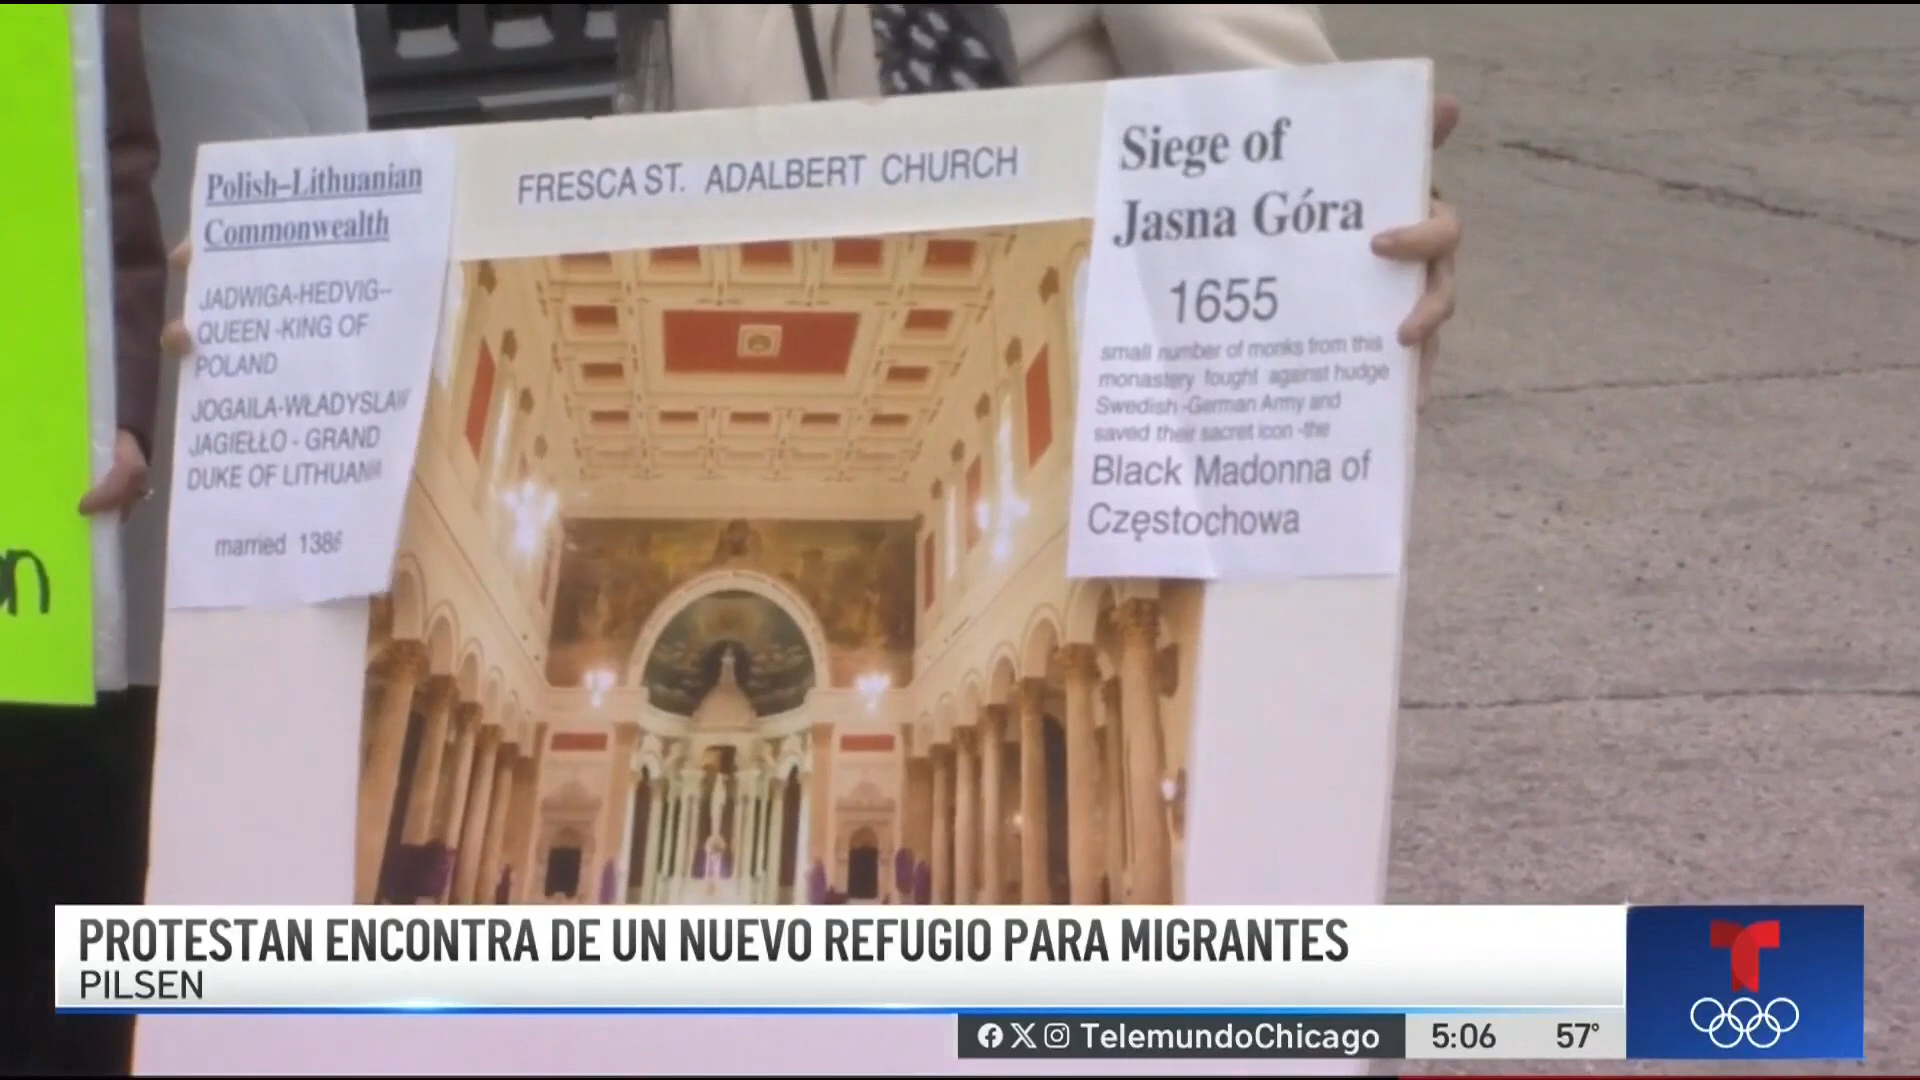 Polish–Lithuanian
Commonwealth
JADWIGA-HEDVIG--
QUEEN -KING OF
POLAND
JOGAILA-WŁADYSLAW
JAGIEŁŁO - GRAND
DUKE OF LITHUANIA
married 1386
FRESCA ST. ADALBERT CHURCH
Siege of
Jasna Góra
1655
small number of monks from this
monastery fought against hudge
Swedish -German Army and
saved their sacret icon -the
Black Madonna of
Częstochowa
on
PROTESTAN ENCONTRA DE UN NUEVO REFUGIO PARA MIGRANTES
PILSEN
TelemundoChicago
5:06
57°